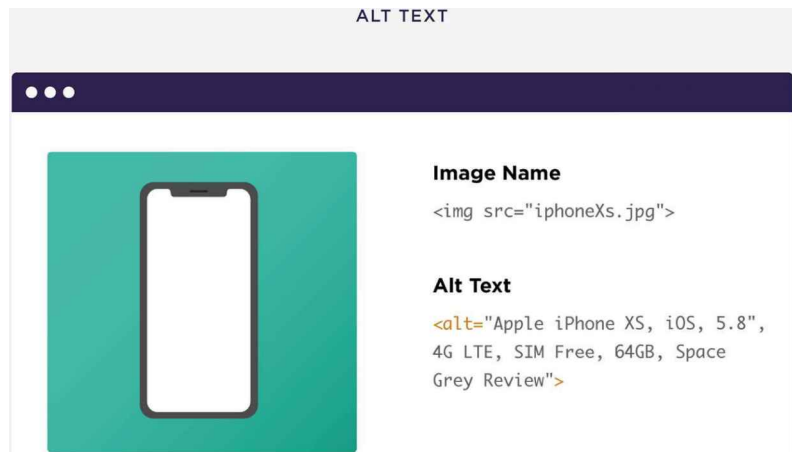 ALT TEXT
Image Name
<img src="iphoneXs.jpg">
Alt Text
<alt="Apple iPhone XS, iOS, 5.8",
4G LTE, SIM Free, 64GB, Space
Grey Review">